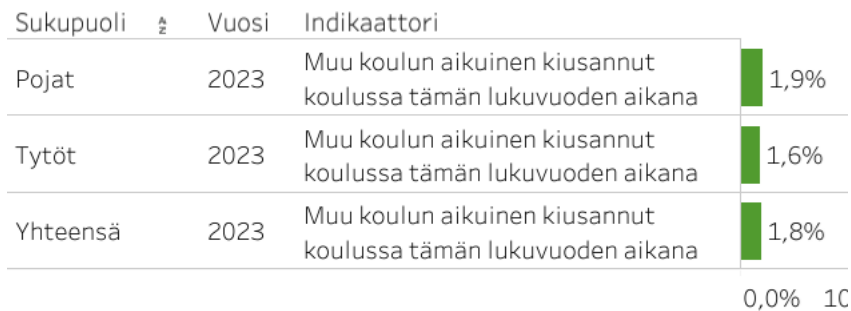 Sukupuoli Vuosi Indikaattori
Pojat 2023 Muu koulun aikuinen kiusannut
koulussa tämän lukuvuoden aikana 1,9%
Tytöt 2023 Muu koulun aikuinen kiusannut
koulussa tämän lukuvuoden aikana 1,6%
Yhteensä 2023 Muu koulun aikuinen kiusannut
koulussa tämän lukuvuoden aikana 1,8%
0,0% 10